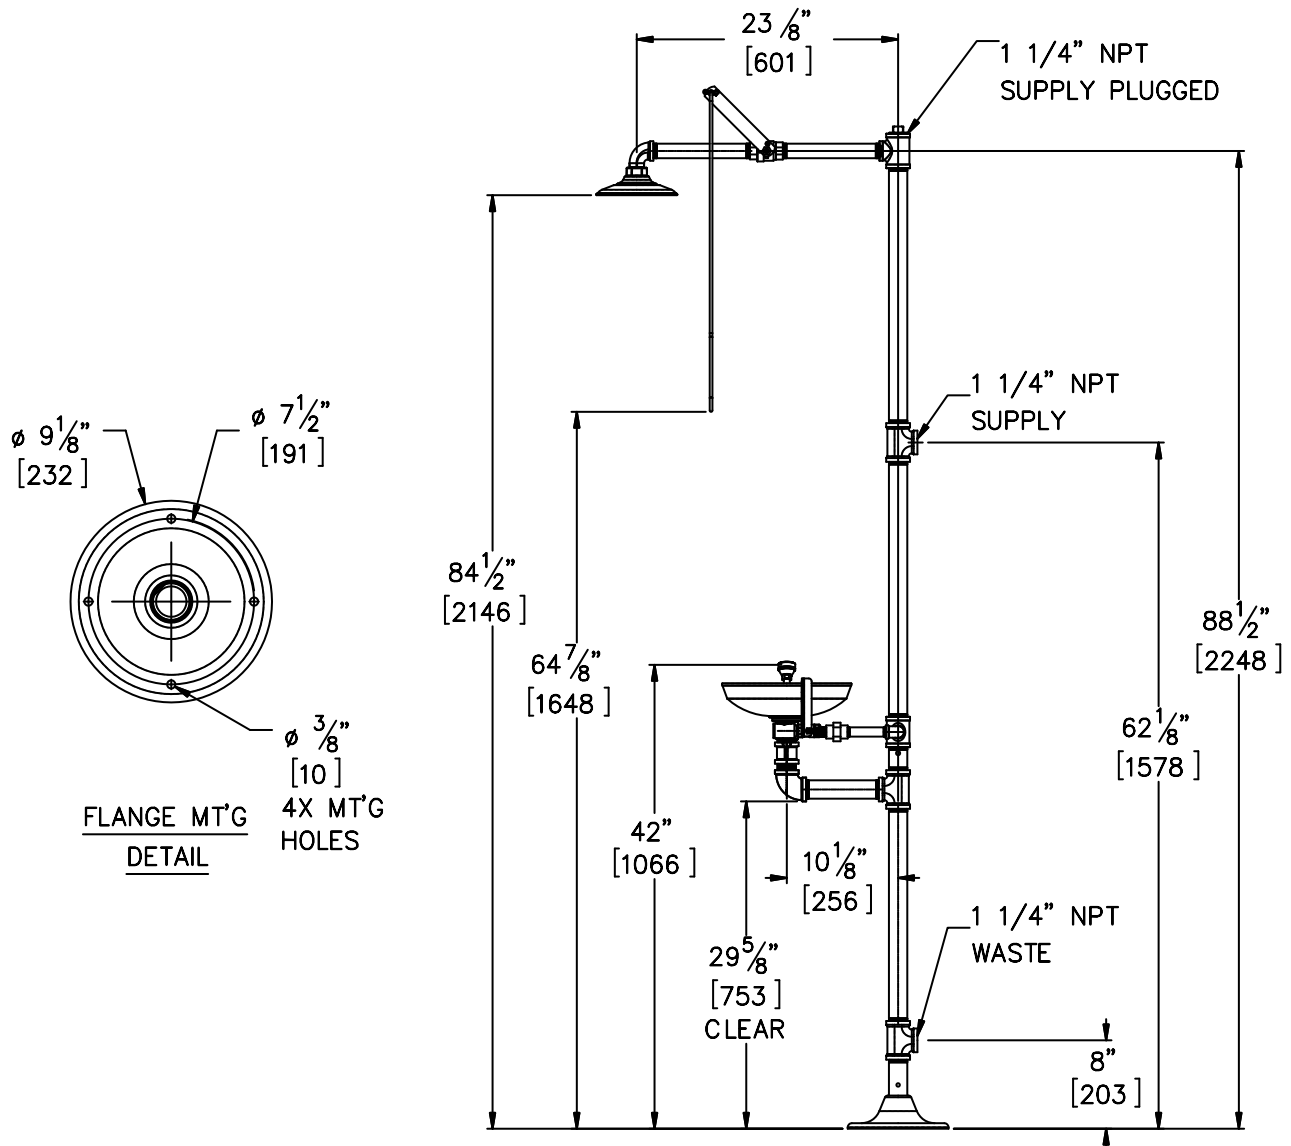 23 /8”
[601]
1 1/4” NPT
SUPPLY PLUGGED
1 1/4” NPT
SUPPLY
ø 9 1/8”
[232]
ø 7 1/2”
[191]
84 1/2”
[2146]
64 7/8”
[1648]
88 1/2”
[2248]
62 1/8”
[1578]
ø 3/8”
[10]
4X MT'G
HOLES
FLANGE MT'G
DETAIL
42”
[1066]
10 1/8”
[256]
29 5/8”
[753]
CLEAR
1 1/4” NPT
WASTE
8”
[203]